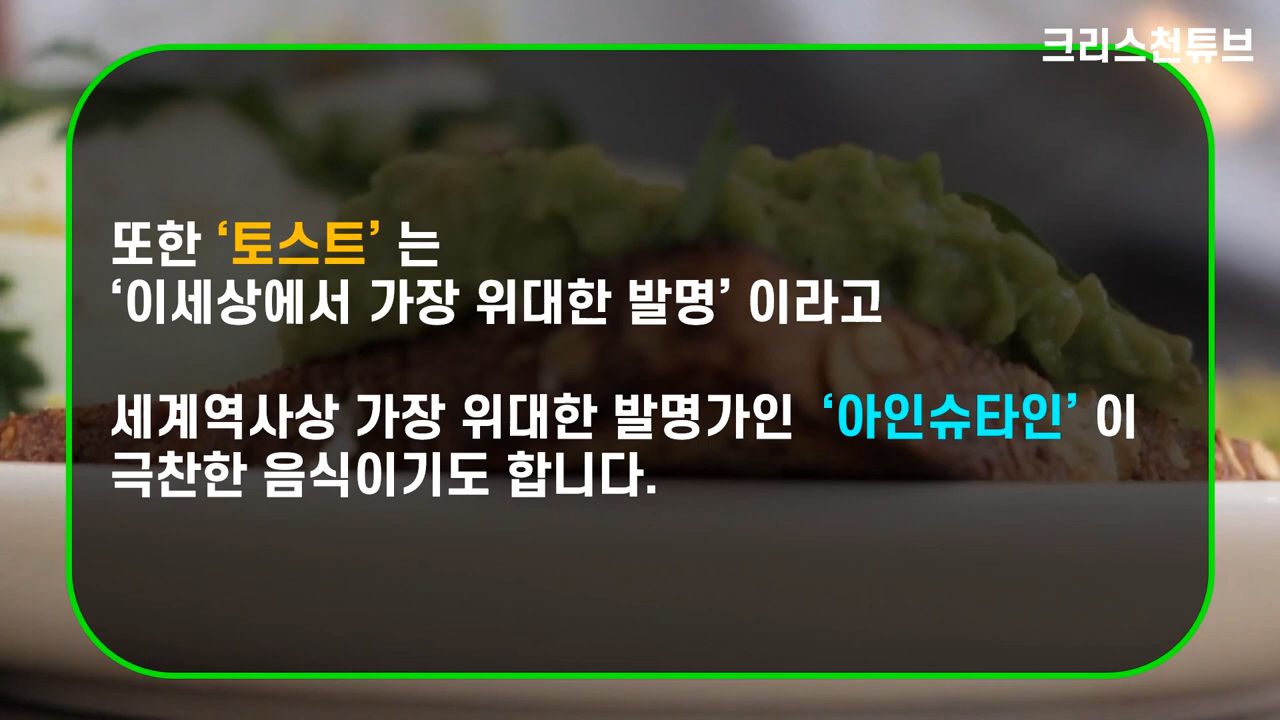 크리스천튜브
또한 ‘토스트’ 는
‘이세상에서 가장 위대한 발명’ 이라고
세계역사상 가장 위대한 발명가인 ‘아인슈타인’ 이
극찬한 음식이기도 합니다.